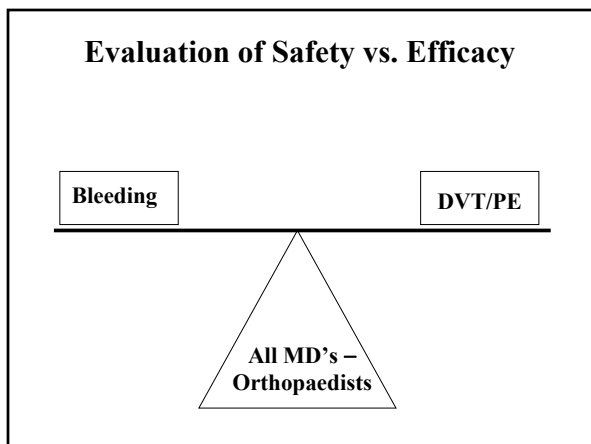 Evaluation of Safety vs. Efficacy
Bleeding
DVT/PE
All MD's –
Orthopaedists